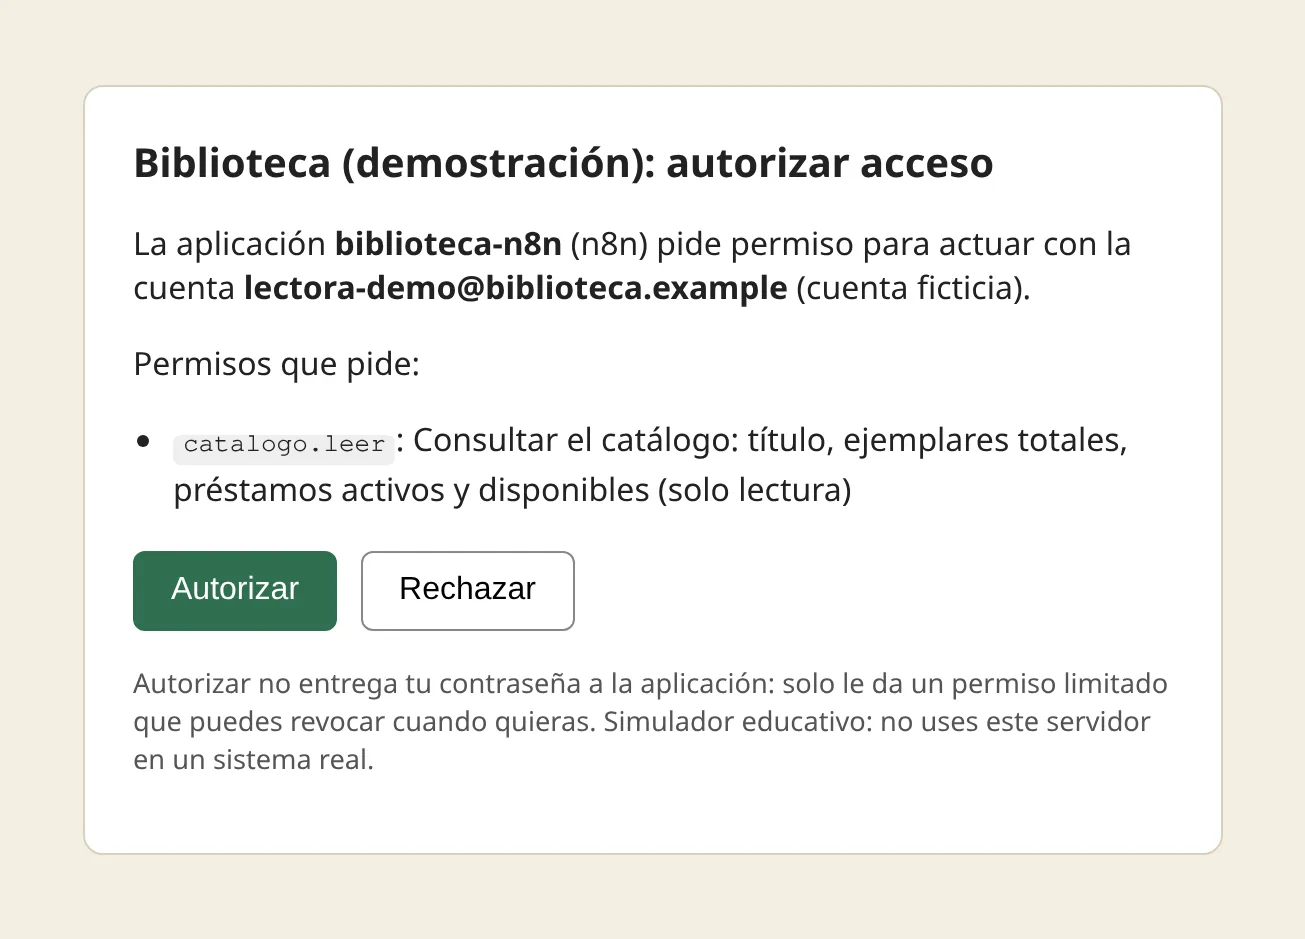 Biblioteca (demostración): autorizar acceso
La aplicación biblioteca-n8n (n8n) pide permiso para actuar con la
cuenta lectora-demo@biblioteca.example (cuenta ficticia).
Permisos que pide:
• catalogo.leer: Consultar el catálogo: título, ejemplares totales,
préstamos activos y disponibles (solo lectura)
Autorizar Rechazar
Autorizar no entrega tu contraseña a la aplicación: solo le da un permiso limitado
que puedes revocar cuando quieras. Simulador educativo: no uses este servidor
en un sistema real.